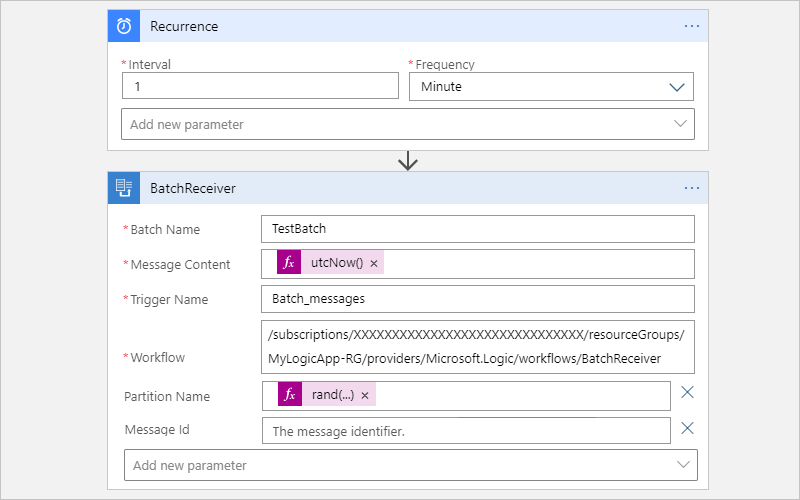 Recurrence
* Interval
* Frequency
1
Minute
Add new parameter
BatchReceiver
* Batch Name
TestBatch
* Message Content
fx utcNow() ×
* Trigger Name
Batch_messages
* Workflow
/subscriptions/XXXXXXXXXXXXXXXXXXXXXXXXXXXXXX/resourceGroups/
MyLogicApp-RG/providers/Microsoft.Logic/workflows/BatchReceiver
Partition Name
fx rand(...) ×
Message Id
The message identifier.
Add new parameter